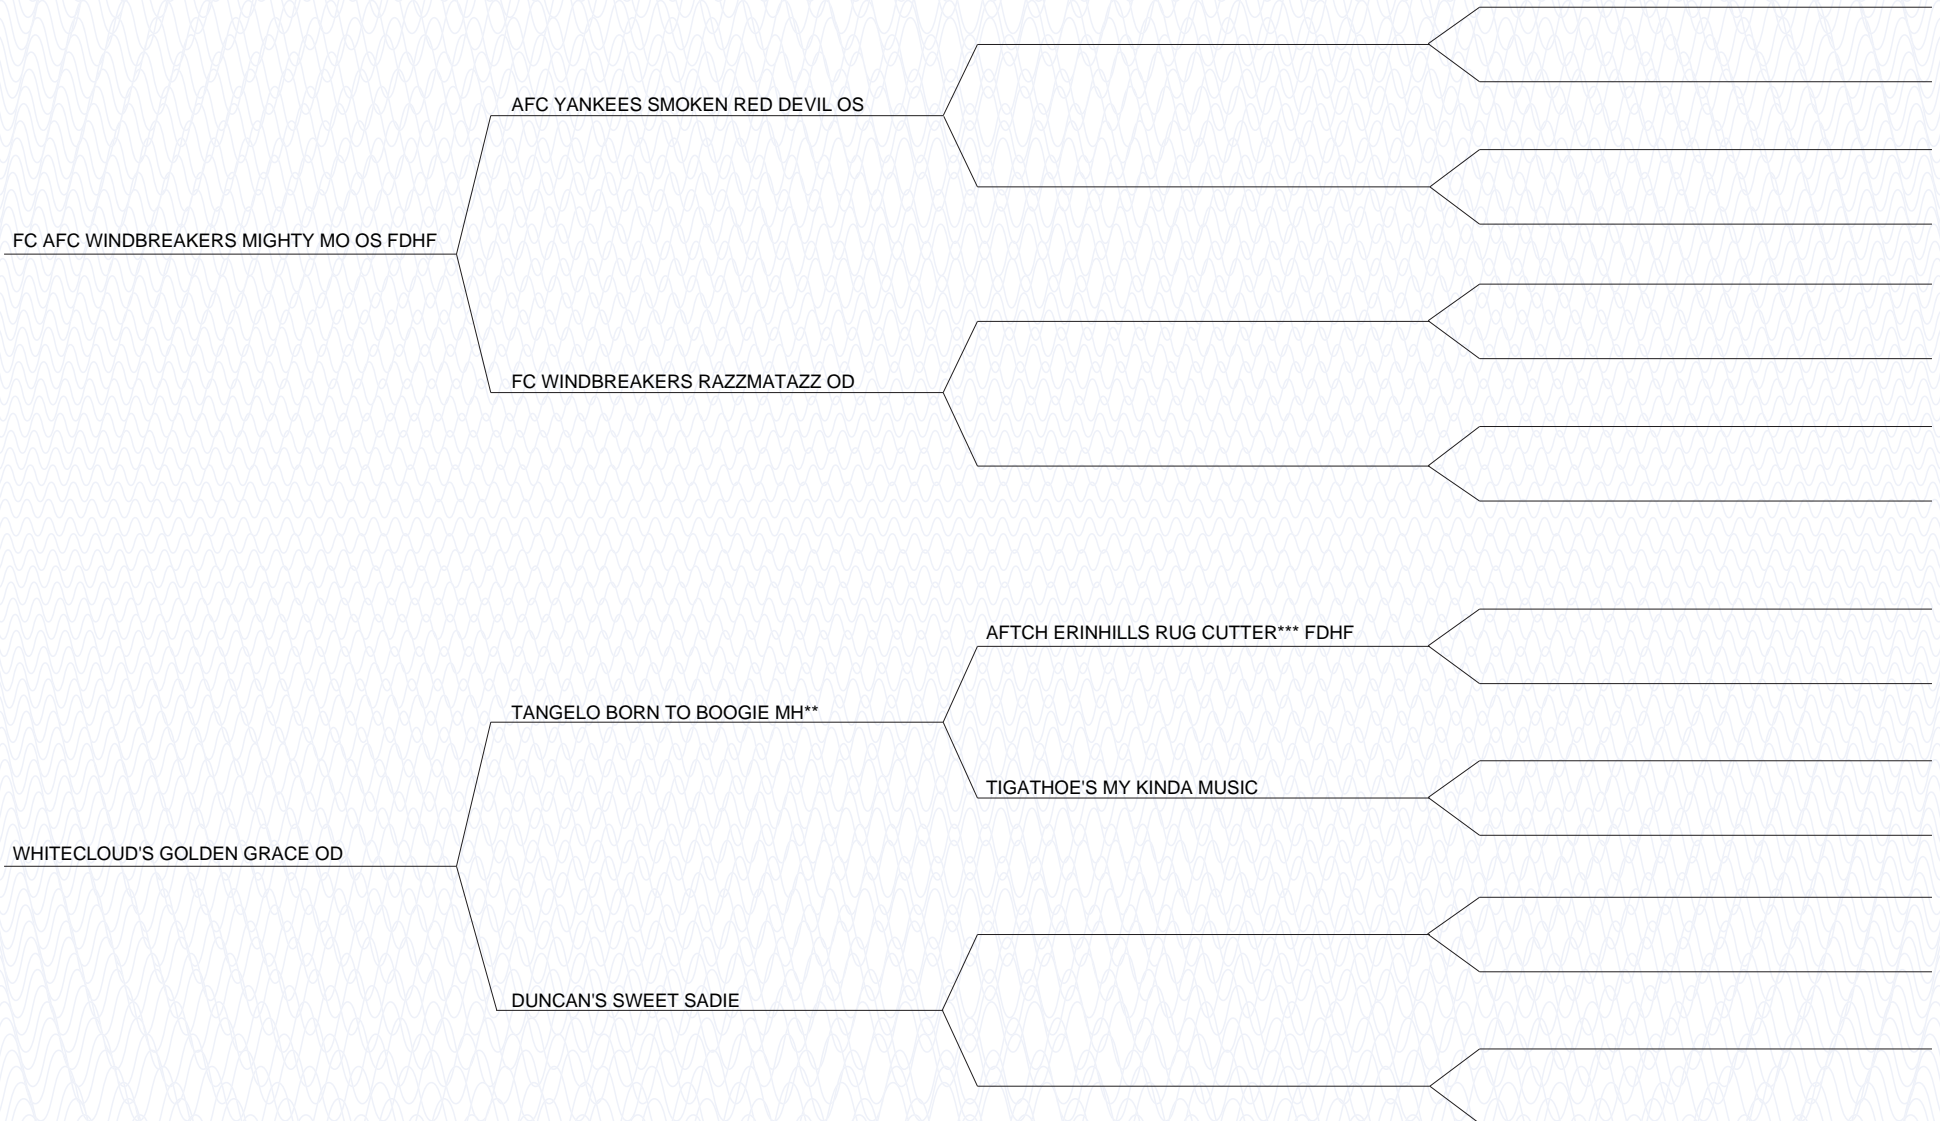 AFC YANKEES SMOKEN RED DEVIL OS
FC AFC WINDBREAKERS MIGHTY MO OS FDHF
FC WINDBREAKERS RAZZMATAZZ OD
AFTCH ERINHILLS RUG CUTTER*** FDHF
TANGELO BORN TO BOOGIE MH**
TIGATHOE'S MY KINDA MUSIC
WHITECLOUD'S GOLDEN GRACE OD
DUNCAN'S SWEET SADIE